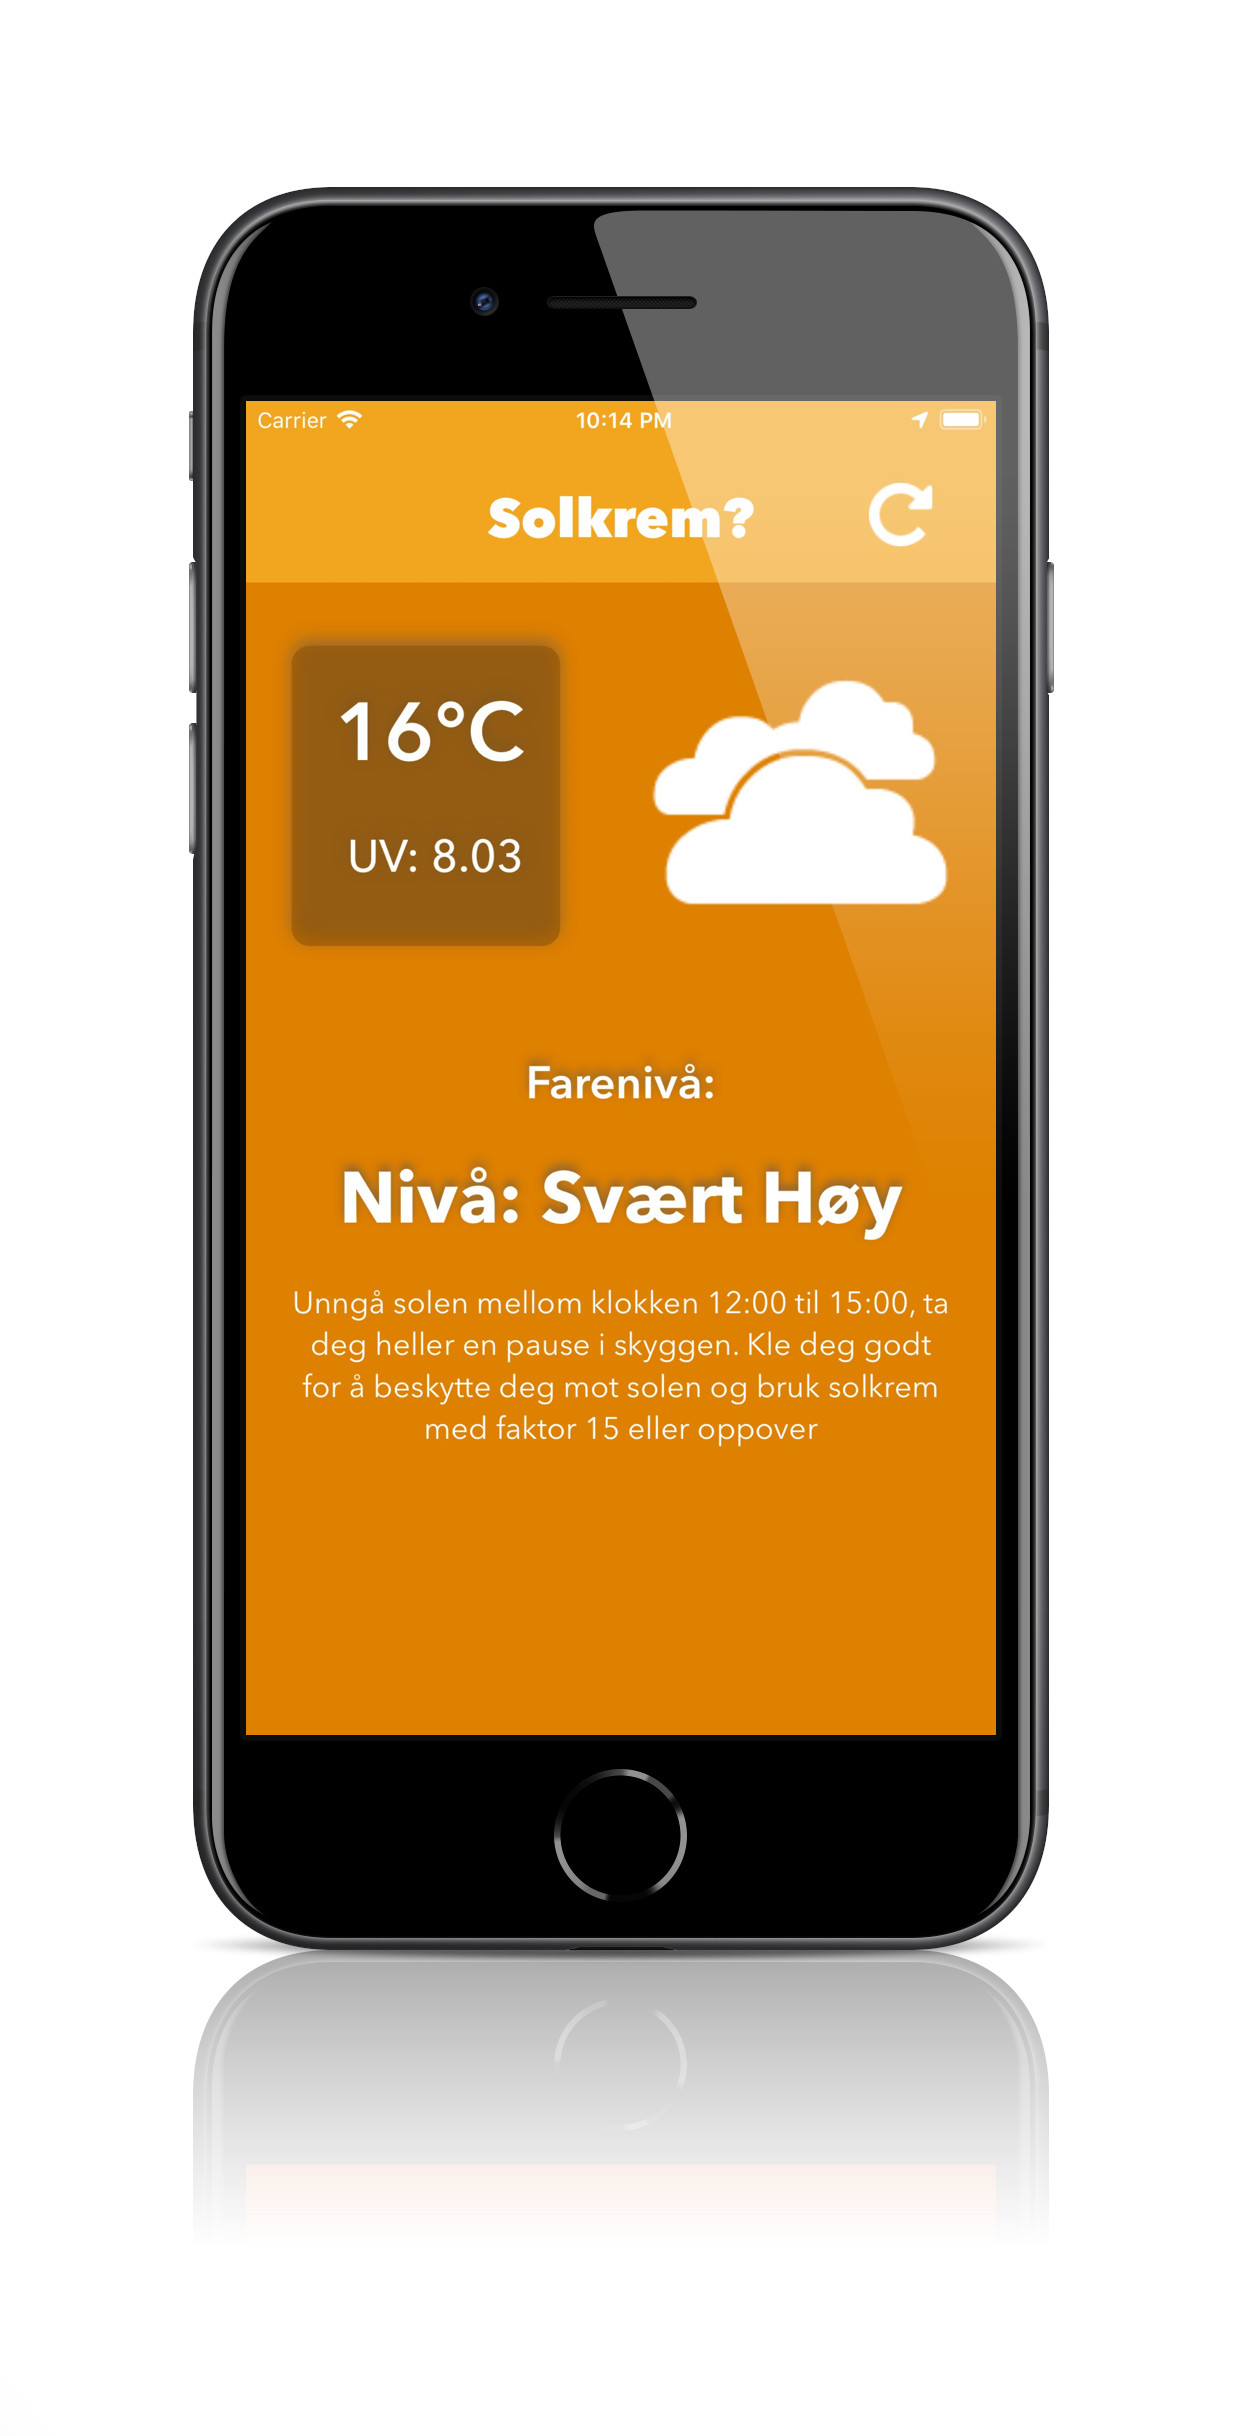 Carrier
10:14 PM
Solkrem?
16°C
UV: 8.03
Farenivå:
Nivå: Svært Høy
Unngå solen mellom klokken 12:00 til 15:00, ta
deg heller en pause i skyggen. Kle deg godt
for å beskytte deg mot solen og bruk solkrem
med faktor 15 eller oppover